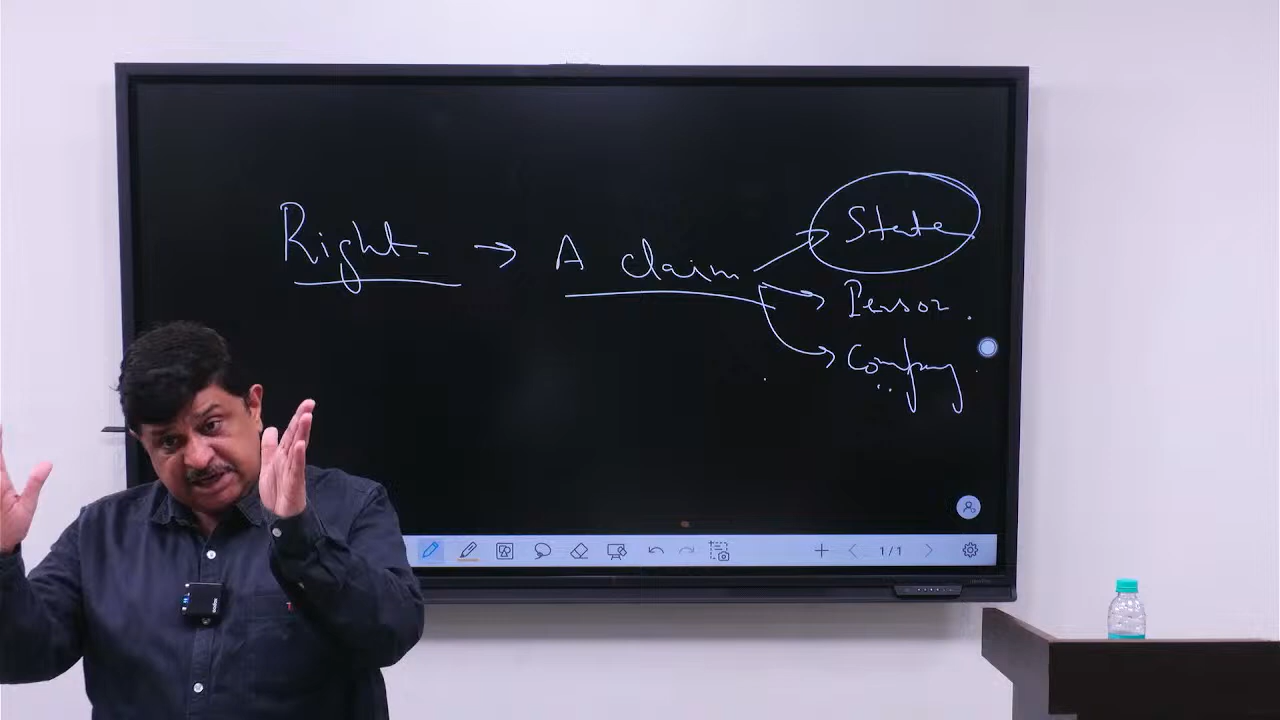 Right → A claim
State
Person
Company
1/1